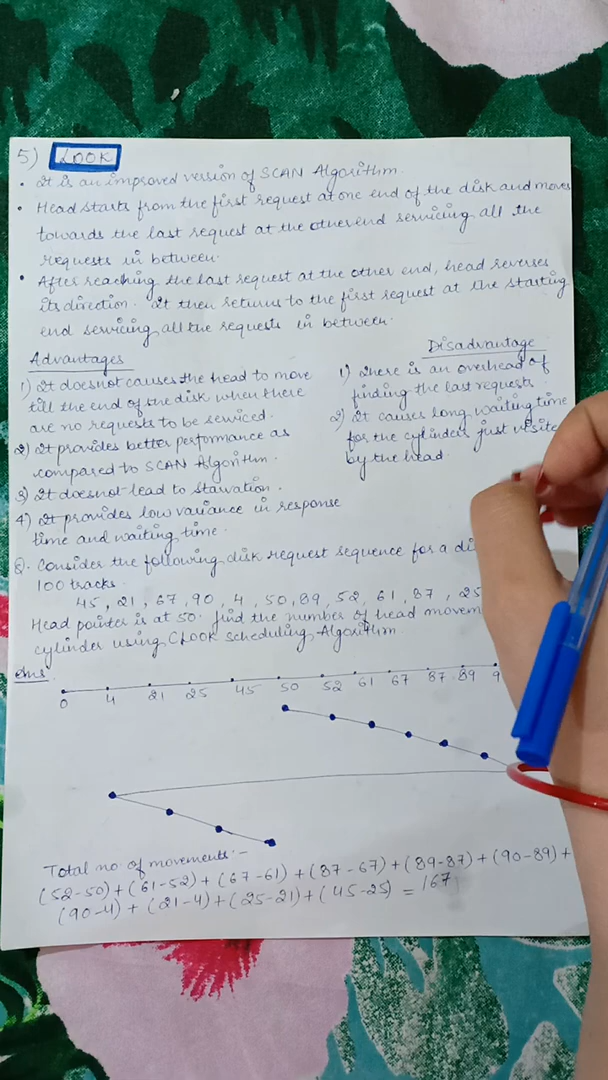 5) LOOK
• It is an improved version of SCAN Algorithm.
• Head starts from the first request at one end of the disk and moves
towards the last request at the other end servicing all the
requests in between.
• After reaching the last request at the other end, head reverses
its direction. It then returns to the first request at the starting
end servicing all the requests in between.
Advantages
1) It doesnot causes the head to move
till the end of the disk when there
are no requests to be serviced.
2) It provides better performance as
compared to SCAN Algorithm.
3) It doesnot lead to starvation.
4) It provides low variance in response
time and waiting time.
Disadvantage
1) There is an overhead of
finding the last requests.
2) It causes long waiting time
for the cylinders just visite
by the head.
Q. Consider the following disk request sequence for a di
100 tracks.
45, 21, 67, 90, 4, 50, 89, 52, 61, 87, 25
Head pointer is at 50. find the number of head movem
cylinder using CLOOK scheduling Algorithm.
Ans:
0 4 21 25 45 50 52 61 67 87 89 9
Total no. of movements:-
(52-50)+(61-52)+(67-61)+(87-67)+(89-87)+(90-89)+
(90-4)+(21-4)+(25-21)+(45-25) = 167